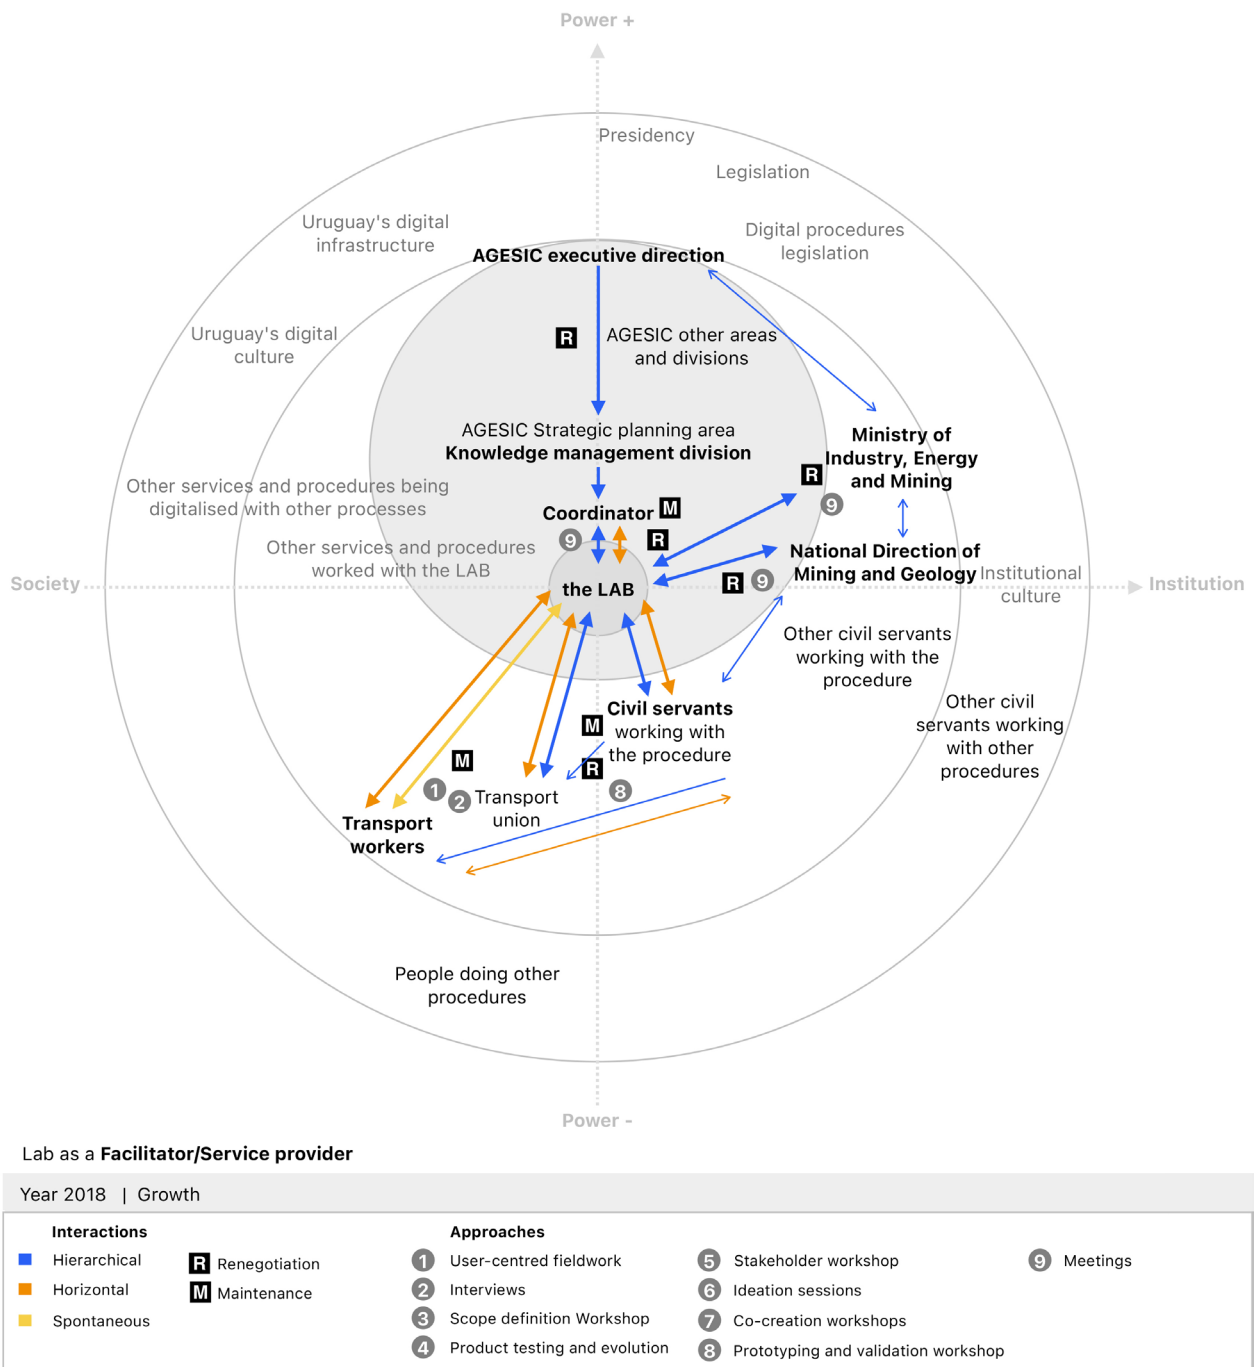 Power +
Presidency
Legislation
Uruguay's digital
infrastructure
Digital procedures
legislation
AGESIC executive direction
Uruguay's digital
culture
R
AGESIC other areas
and divisions
AGESIC Strategic planning area
Knowledge management division
Ministry of
Industry, Energy
and Mining
R
9
Other services and procedures being
digitalised with other processes
Coordinator
M
9
R
Other services and procedures
worked with the LAB
National Direction of
Mining and Geology
R
9
Society
the LAB
Institutional
culture
Institution
Other civil servants
working with the
procedure
Other civil
servants working
with other
procedures
Civil servants
working with
the procedure
M
R
8
M
1
2
Transport
union
Transport
workers
People doing other
procedures
Power -
Lab as a Facilitator/Service provider
Year 2018 | Growth
Interactions
Hierarchical
Horizontal
Spontaneous
R Renegotiation
M Maintenance
Approaches
1 User-centred fieldwork
2 Interviews
3 Scope definition Workshop
4 Product testing and evolution
5 Stakeholder workshop
6 Ideation sessions
7 Co-creation workshops
8 Prototyping and validation workshop
9 Meetings